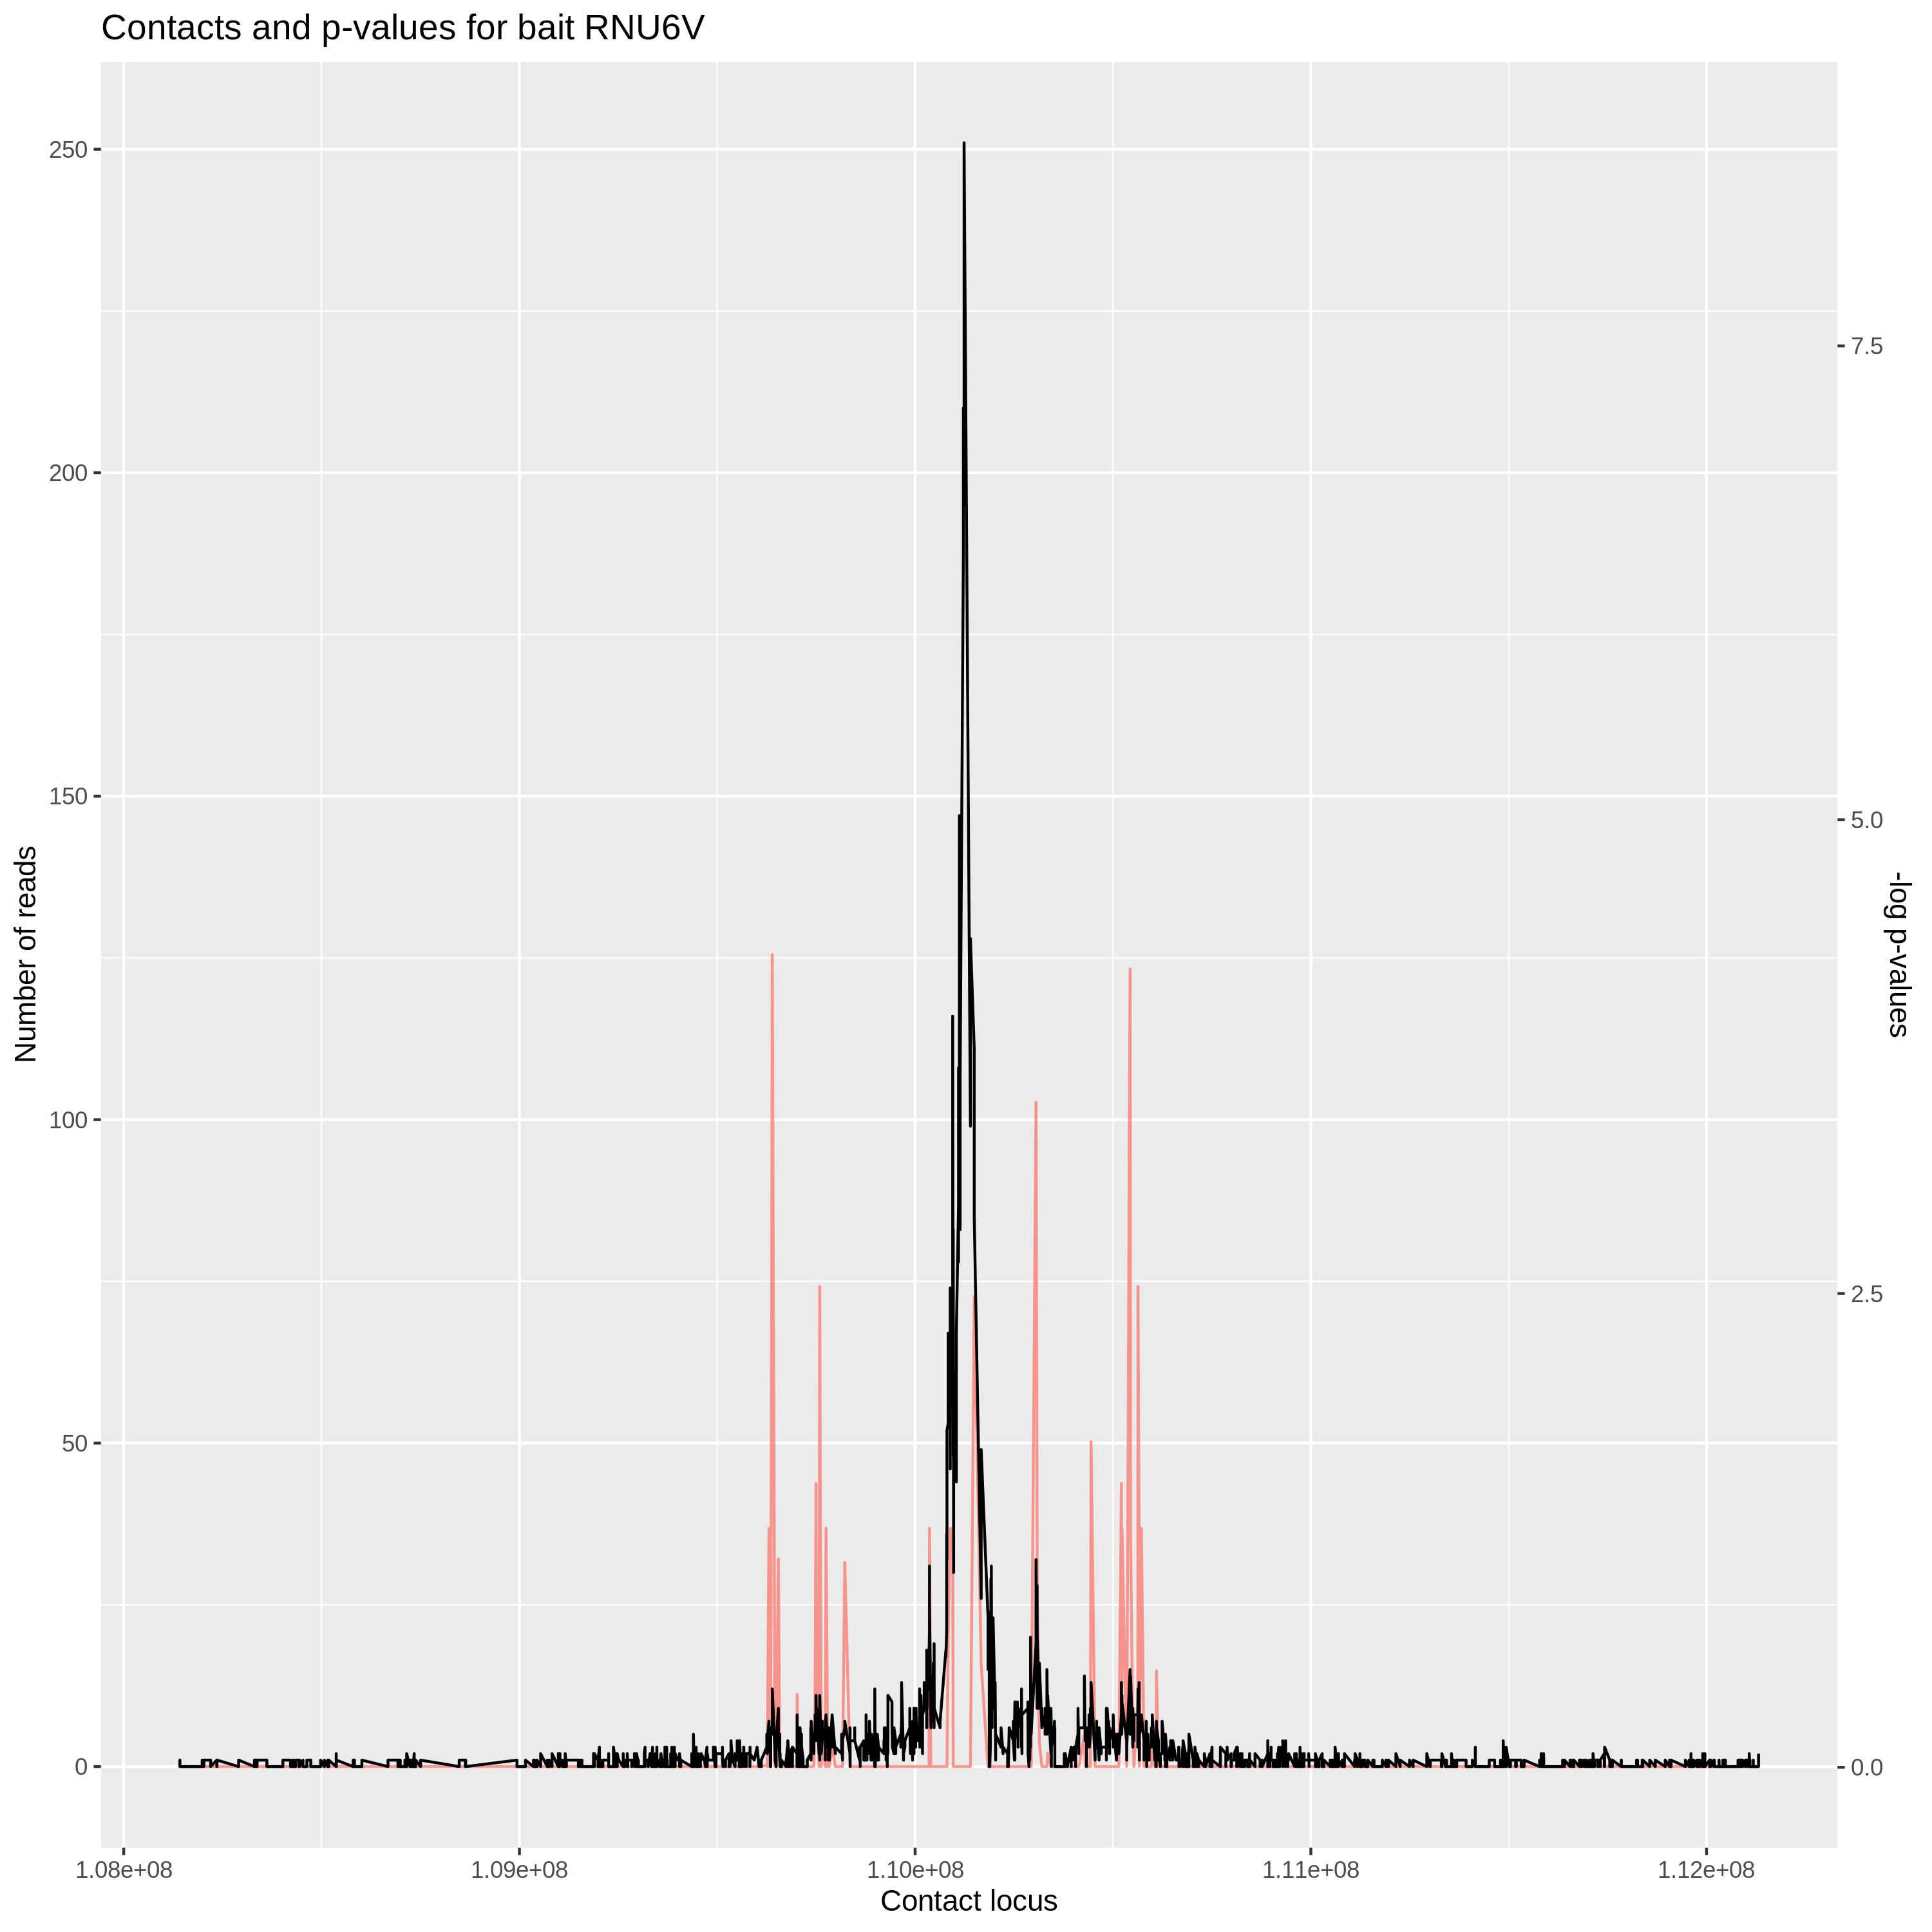 Contacts and p-values for bait RNU6V
250
200
150
100
50
0
Number of reads
7.5
5.0
2.5
0.0
-log p-values
1.08e+08
1.09e+08
1.10e+08
1.11e+08
1.12e+08
Contact locus